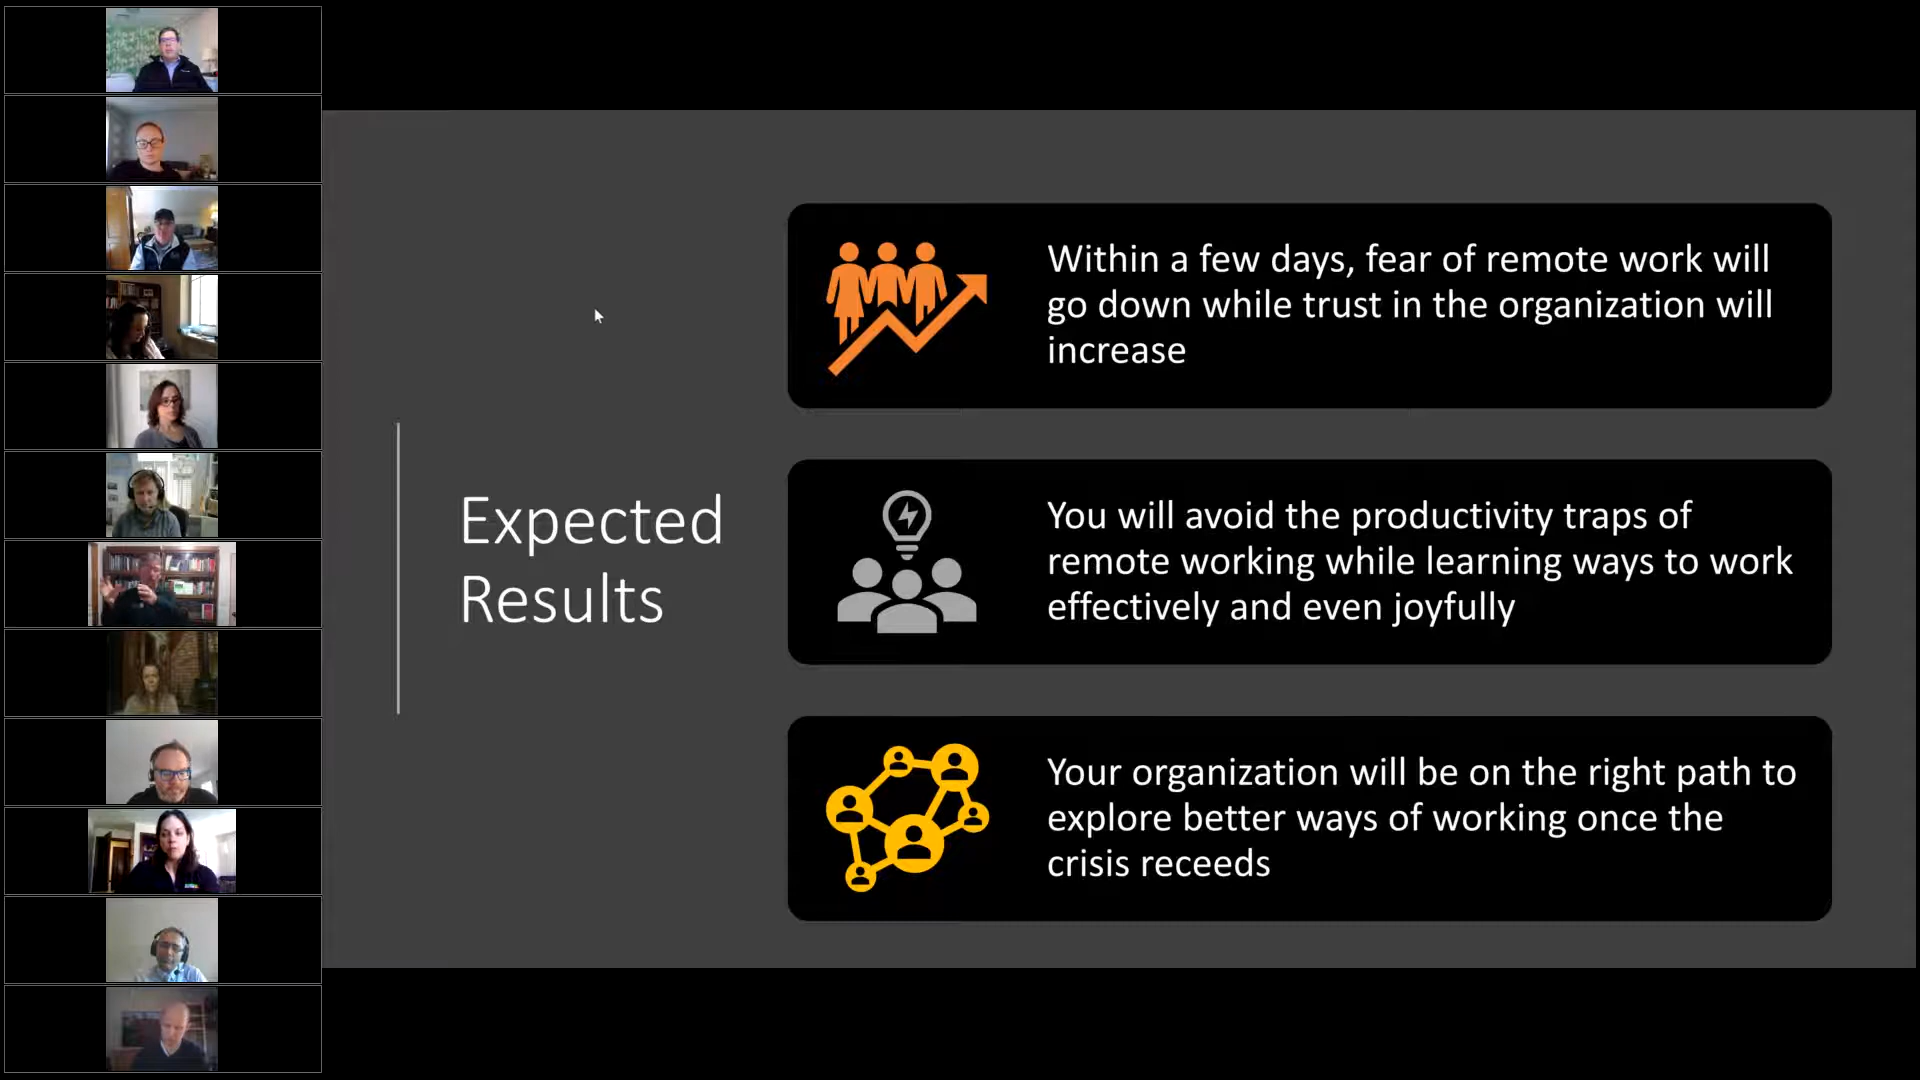 Expected
Results
Within a few days, fear of remote work will
go down while trust in the organization will
increase
You will avoid the productivity traps of
remote working while learning ways to work
effectively and even joyfully
Your organization will be on the right path to
explore better ways of working once the
crisis receeds